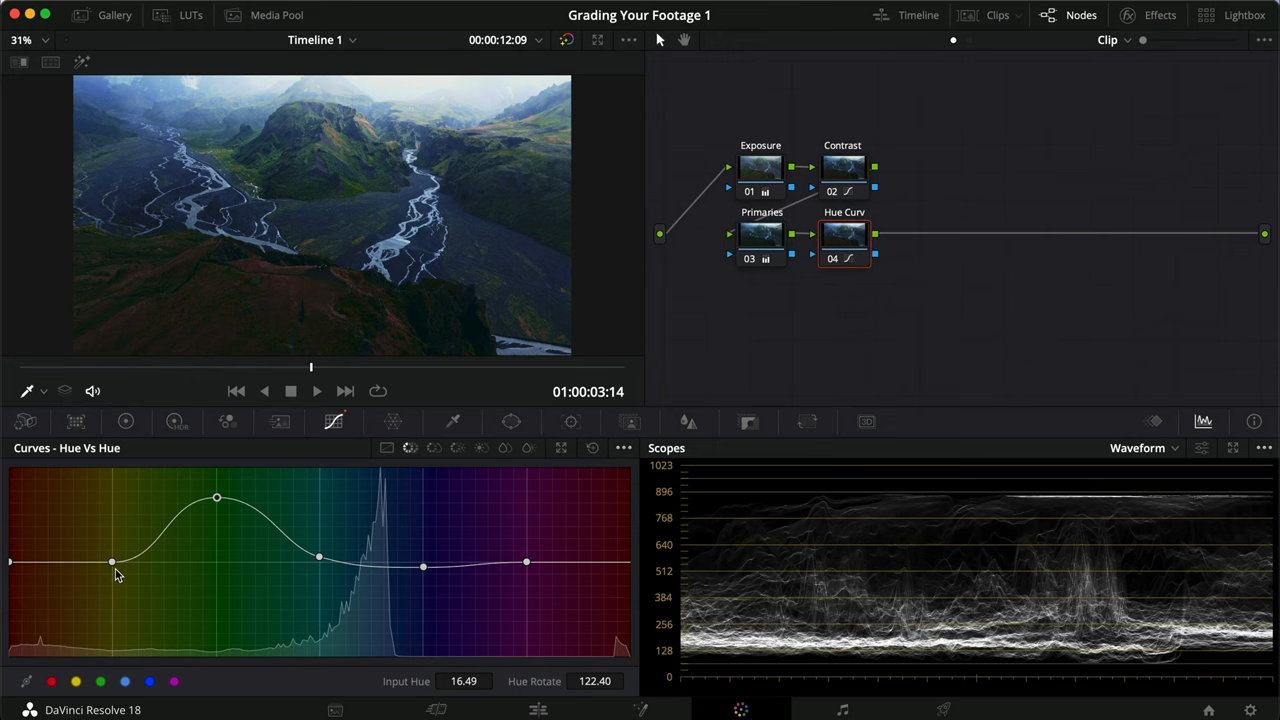 Gallery LUTs Media Pool Grading Your Footage 1 Timeline Clips Nodes Effects Lightbox
31% Timeline 1 00:00:12:09 Clip
Exposure Contrast
01 02
Primaries Hue Curv
03 04
01:00:03:14
HDR 3D
Curves - Hue Vs Hue Scopes Waveform
1023
896
768
640
512
384
256
128
0
Input Hue 16.49 Hue Rotate 122.40
DaVinci Resolve 18